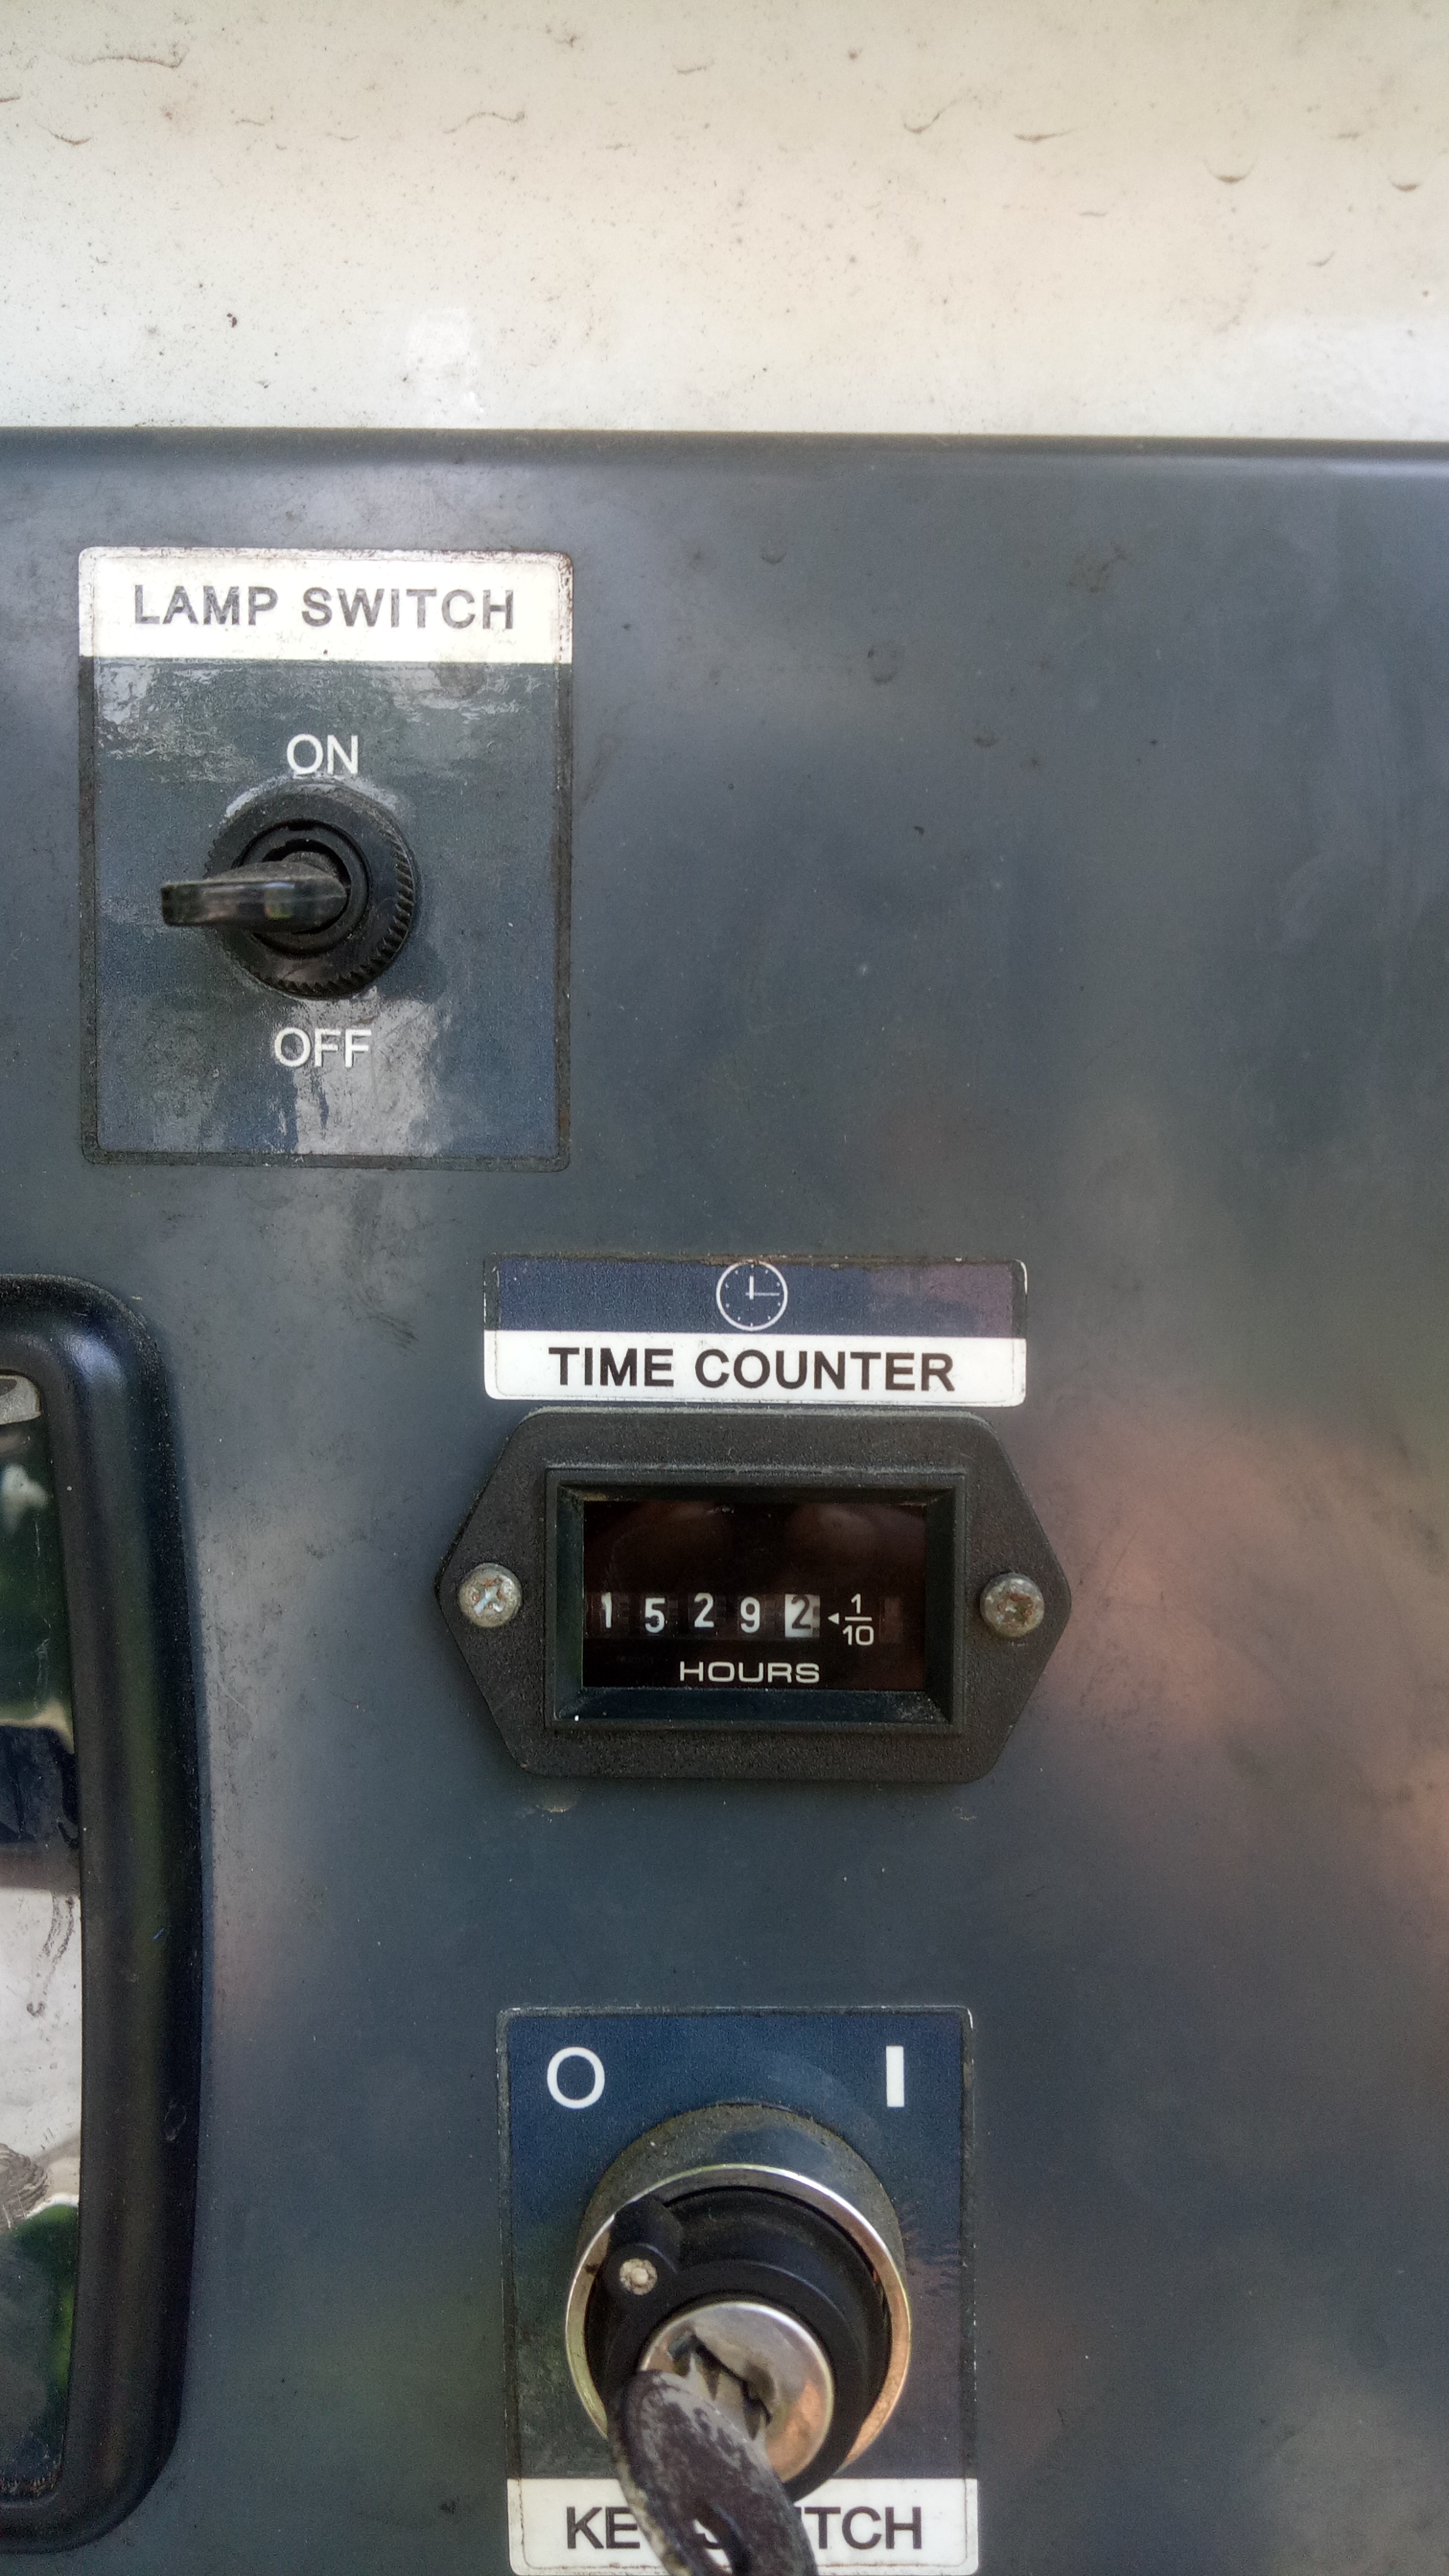 LAMP SWITCH
ON
OFF
TIME COUNTER
1 5 2 9 2 1/10
HOURS
O I